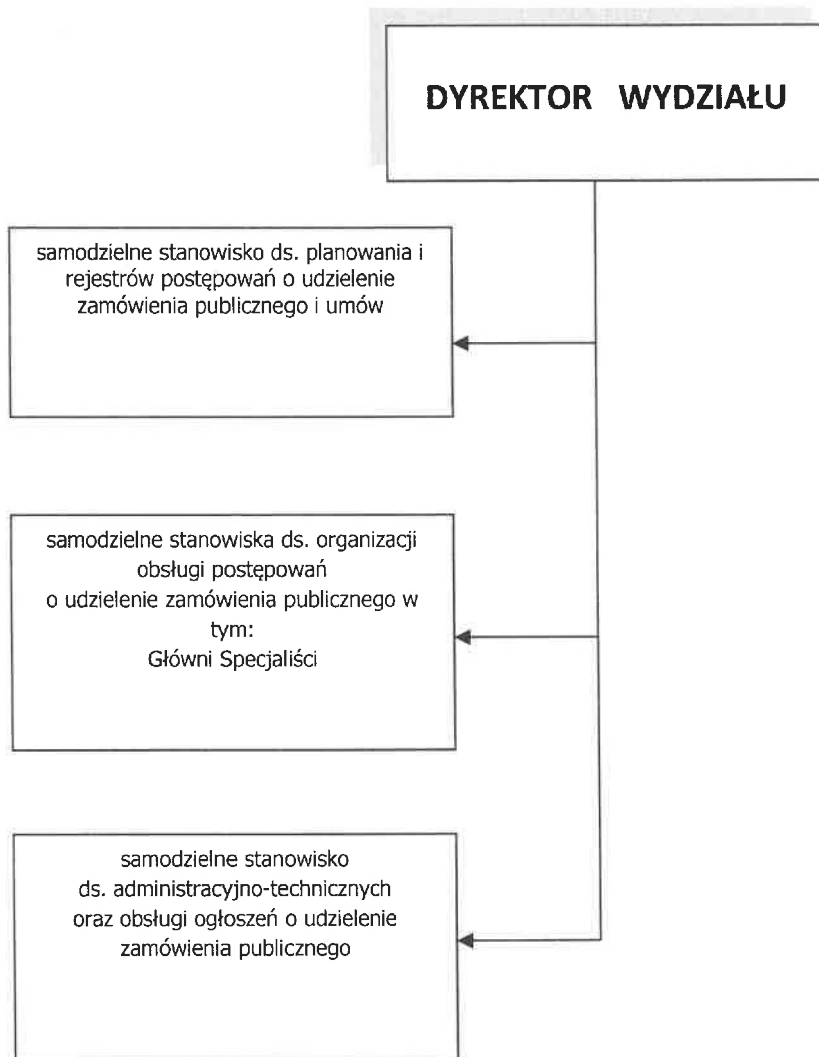 DYREKTOR WYDZIAŁU
samodzielne stanowisko ds. planowania i
rejestrów postępowań o udzielenie
zamówienia publicznego i umów
samodzielne stanowiska ds. organizacji
obsługi postępowań
o udzielenie zamówienia publicznego w
tym:
Główni Specjaliści
samodzielne stanowisko
ds. administracyjno-technicznych
oraz obsługi ogłoszeń o udzielenie
zamówienia publicznego